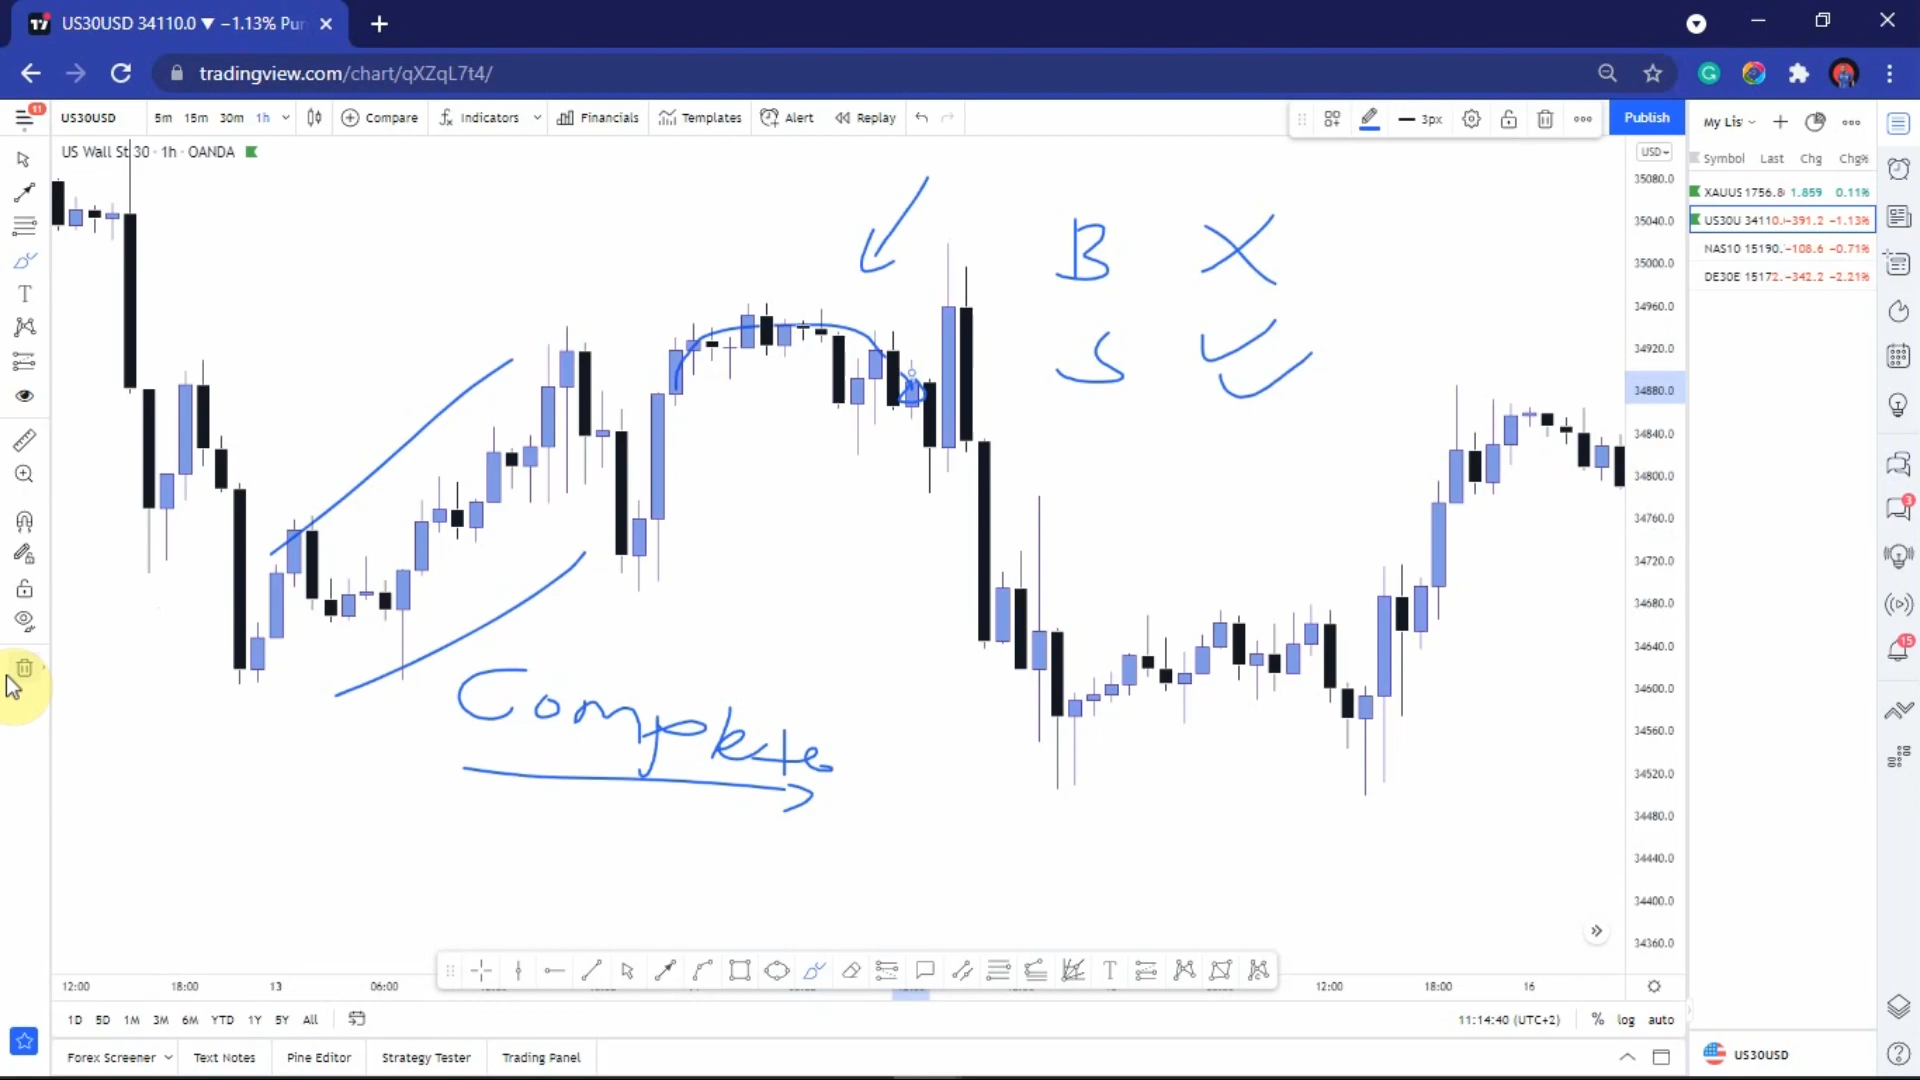 US30USD 34110.0 ▼ −1.13% Pu
tradingview.com/chart/qXZqL7t4/
11 US30USD 5m 15m 30m 1h Compare Indicators Financials Templates Alert Replay 3px Publish My Lis
US Wall St 30 · 1h · OANDA
USD
Symbol Last Chg Chg%
XAUUS 1756.8 1.859 0.11%
US30U 34110. −391.2 −1.13%
NAS10 15190. −108.6 −0.71%
DE30E 15172. −342.2 −2.21%
35080.0
35040.0
35000.0
34960.0
34920.0
34880.0
34840.0
34800.0
34760.0
34720.0
34680.0
34640.0
34600.0
34560.0
34520.0
34480.0
34440.0
34400.0
34360.0
B X
S
Complete
3
15
12:00 18:00 13 06:00 12:00 18:00 16
1D 5D 1M 3M 6M YTD 1Y 5Y All 11:14:40 (UTC+2) % log auto
Forex Screener Text Notes Pine Editor Strategy Tester Trading Panel US30USD